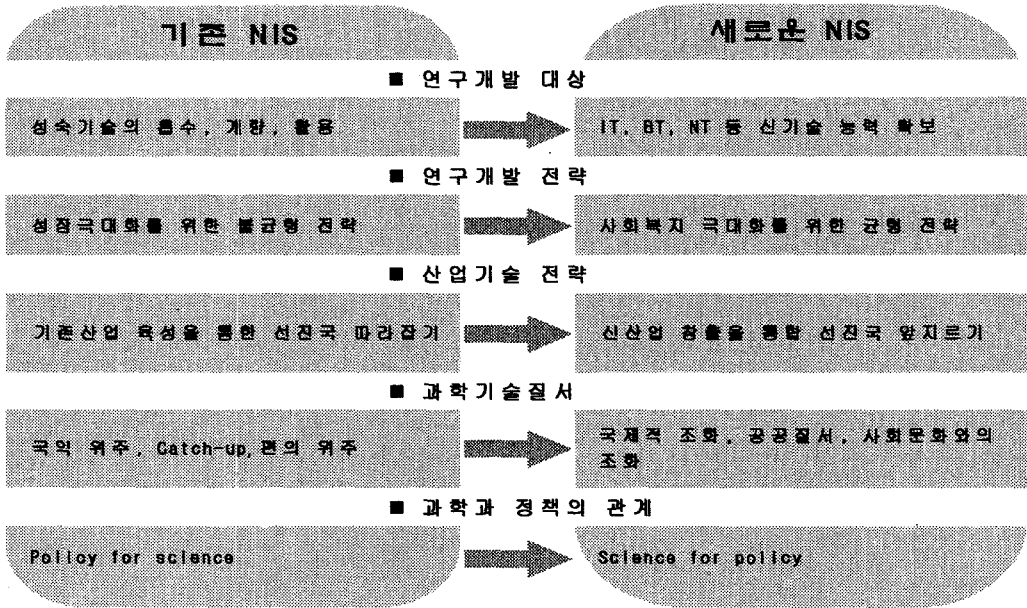 기존 NIS
새로운 NIS
■ 연구개발 대상
성숙기술의 흡수, 개량, 활용
IT, BT, NT 등 신기술 능력 확보
■ 연구개발 전략
성장극대화를 위한 불균형 전략
사회복지 극대화를 위한 균형 전략
■ 산업기술 전략
기존산업 육성을 통한 선진국 따라잡기
신산업 창출을 통합 선진국 앞지르기
■ 과학기술질서
국익 위주, Catch-up, 편의 위주
국제적 조화, 공공질서, 사회문화와의
조화
■ 과학과 정책의 관계
Policy for science
Science for policy